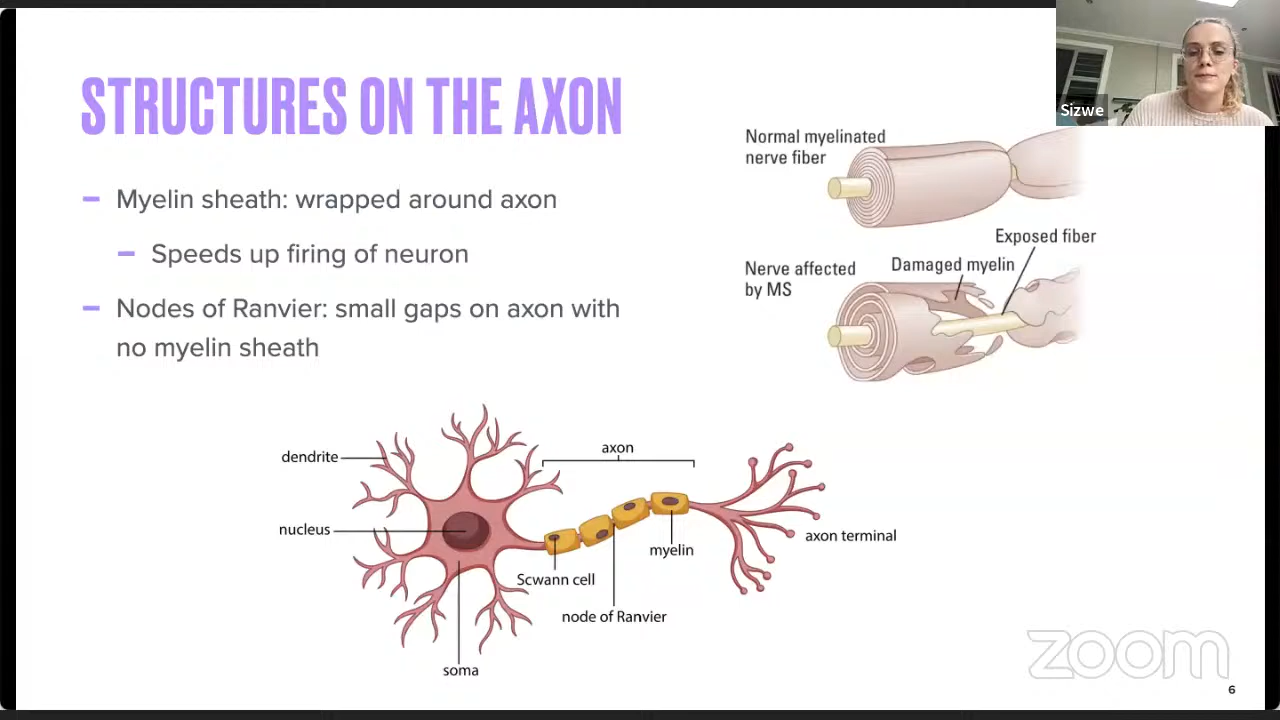 STRUCTURES ON THE AXON
Myelin sheath: wrapped around axon
Speeds up firing of neuron
Nodes of Ranvier: small gaps on axon with
no myelin sheath
Sizwe
Normal myelinated
nerve fiber
Exposed fiber
Damaged myelin
Nerve affected
by MS
dendrite
axon
nucleus
axon terminal
myelin
Scwann cell
node of Ranvier
soma
zoom
6